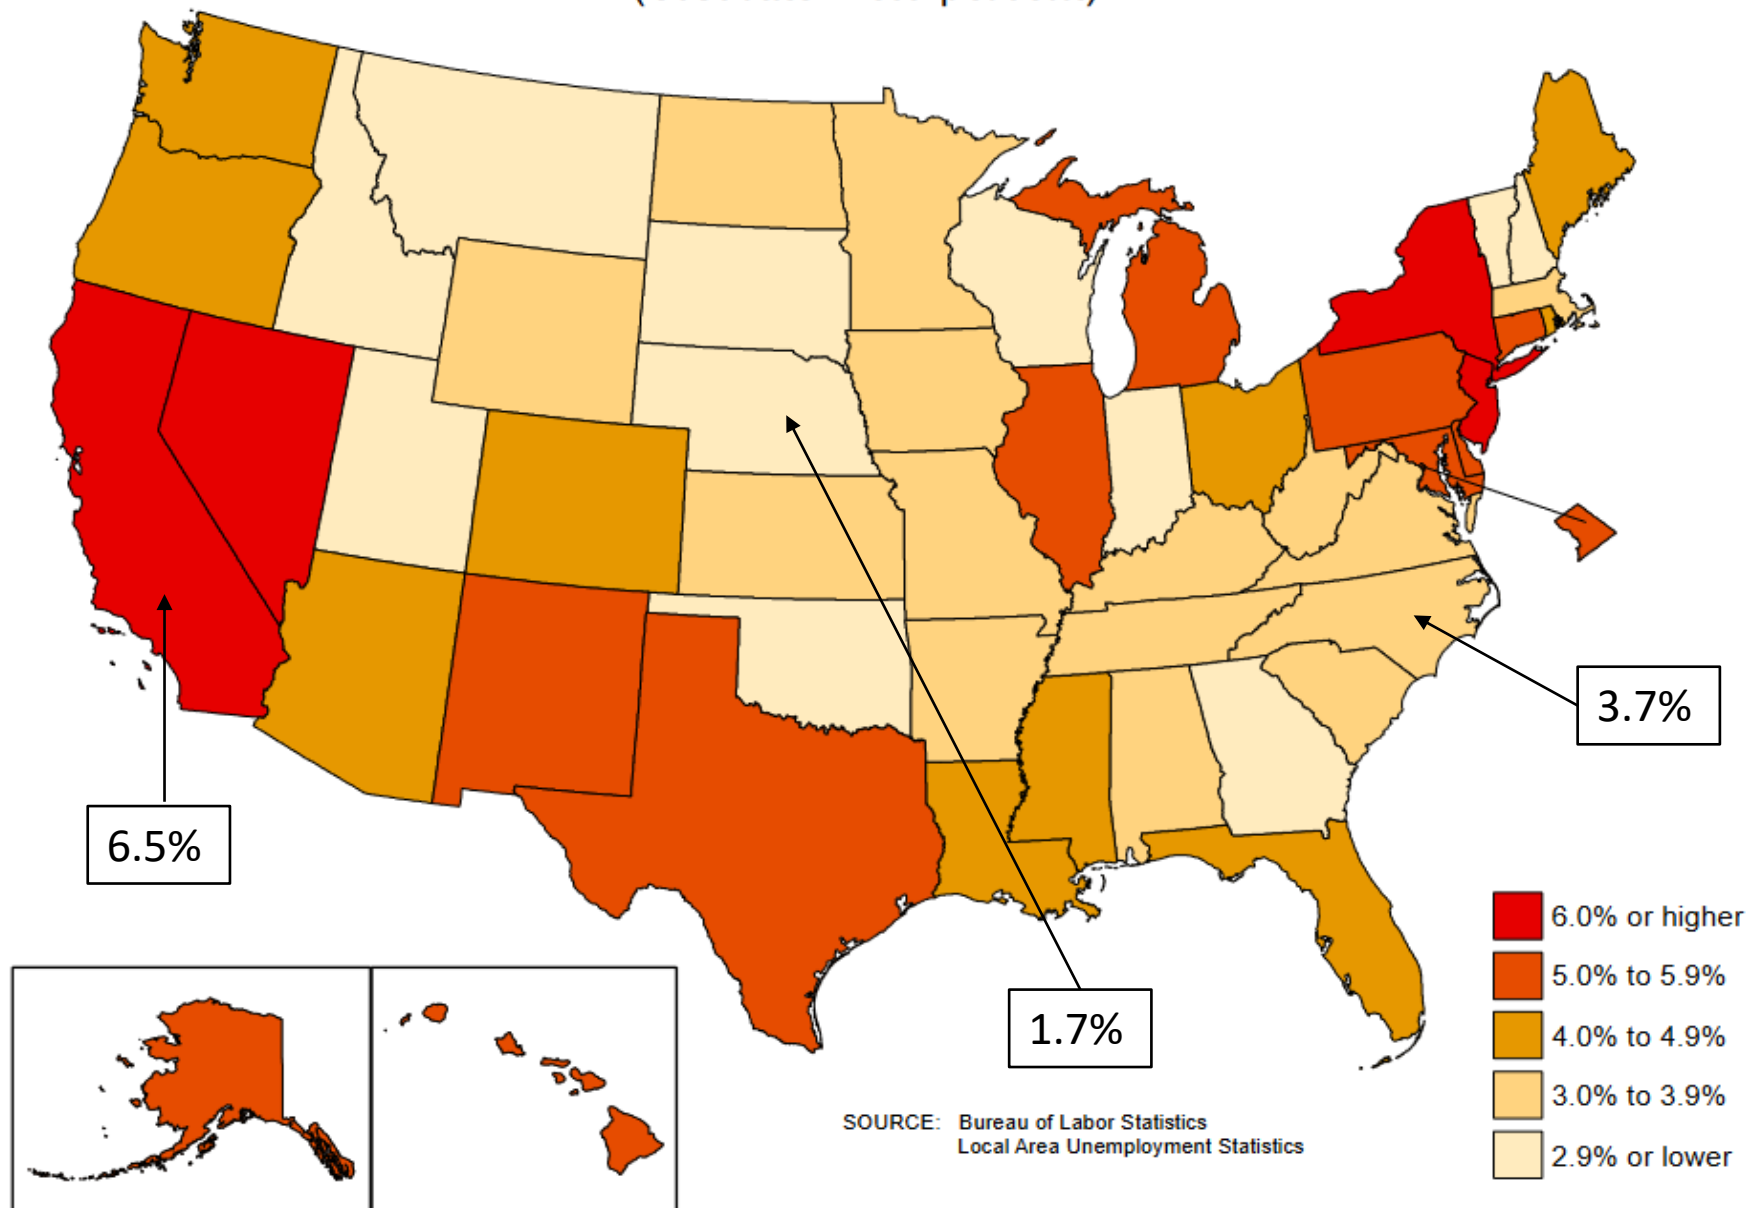 6.5%
1.7%
3.7%
6.0% or higher
5.0% to 5.9%
4.0% to 4.9%
3.0% to 3.9%
2.9% or lower
SOURCE: Bureau of Labor Statistics
Local Area Unemployment Statistics